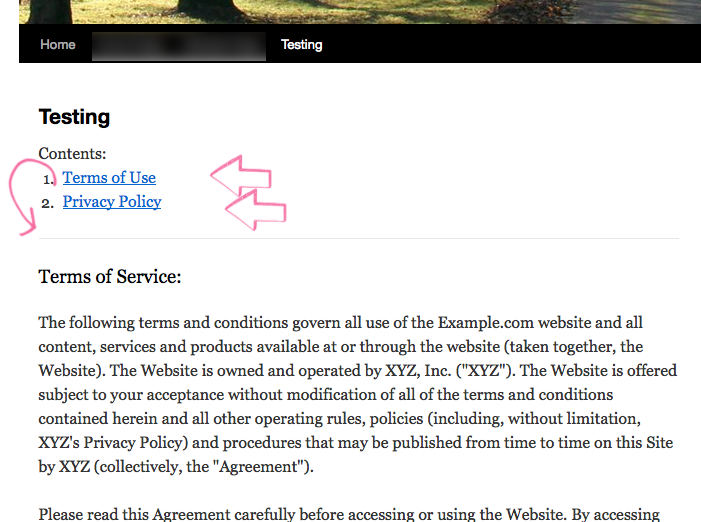 Home Testing
Testing
Contents:
1. Terms of Use
2. Privacy Policy
Terms of Service:
The following terms and conditions govern all use of the Example.com website and all
content, services and products available at or through the website (taken together, the
Website). The Website is owned and operated by XYZ, Inc. ("XYZ"). The Website is offered
subject to your acceptance without modification of all of the terms and conditions
contained herein and all other operating rules, policies (including, without limitation,
XYZ's Privacy Policy) and procedures that may be published from time to time on this Site
by XYZ (collectively, the "Agreement").
Please read this Agreement carefully before accessing or using the Website. By accessing